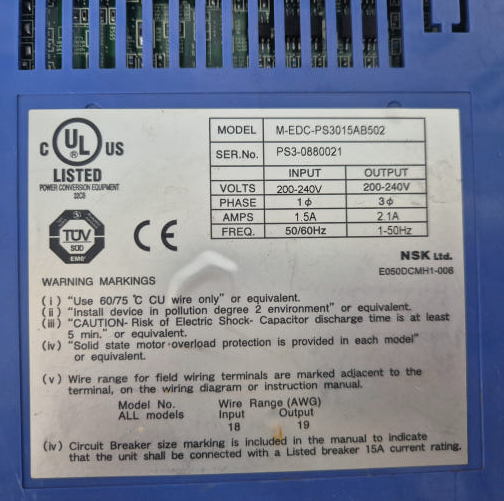 C UL US
LISTED
POWER CONVERSION EQUIPMENT
32C8
TÜV
SÜD
EMC
CE
MODEL M-EDC-PS3015AB502
SER.No. PS3-0880021
INPUT OUTPUT
VOLTS 200-240V 200-240V
PHASE 1ϕ 3ϕ
AMPS 1.5A 2.1A
FREQ. 50/60Hz 1-50Hz
NSK Ltd.
E050DCMH1-006
WARNING MARKINGS
(i) "Use 60/75 ℃ CU wire only" or equivalent.
(ii) "Install device in pollution degree 2 environment" or equivalent.
(iii) "CAUTION- Risk of Electric Shock- Capacitor discharge time is at least
5 min." or equivalent.
(iv) "Solid state motor overload protection is provided in each model"
or equivalent.
(v) Wire range for field wiring terminals are marked adjacent to the
terminal, on the wiring diagram or instruction manual.
Model No. Wire Range (AWG)
ALL models Input Output
18 19
(iv) Circuit Breaker size marking is included in the manual to indicate
that the unit shall be connected with a Listed breaker 15A current rating.